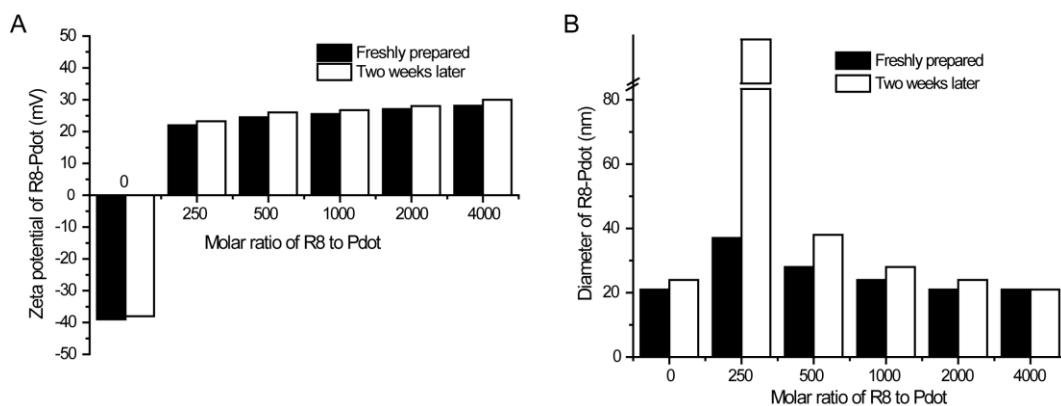 A
Zeta potential of R8-Pdot (mV)
50
40
30
20
10
0
-10
-20
-30
-40
-50
Freshly prepared
Two weeks later
0
250 500 1000 2000 4000
Molar ratio of R8 to Pdot
B
Diameter of R8-Pdot (nm)
80
60
40
20
0
Freshly prepared
Two weeks later
0 250 500 1000 2000 4000
Molar ratio of R8 to Pdot